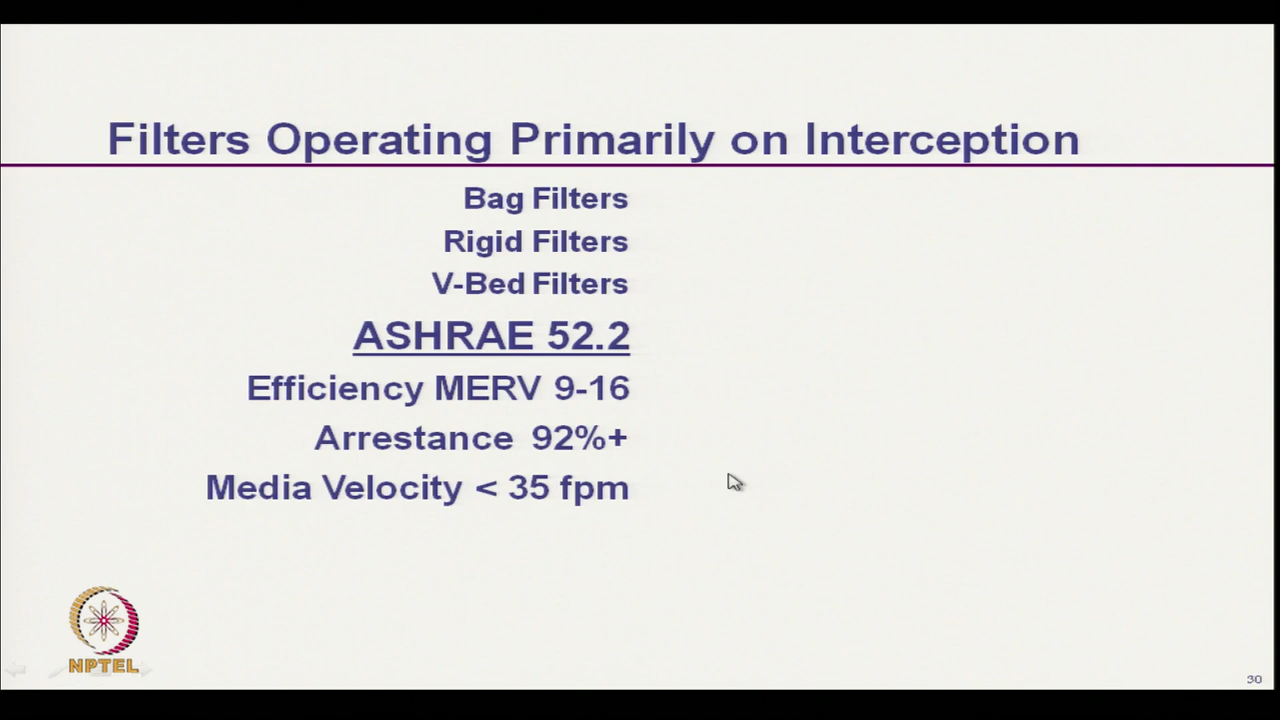 Filters Operating Primarily on Interception
Bag Filters
Rigid Filters
V-Bed Filters
ASHRAE 52.2
Efficiency MERV 9-16
Arrestance 92%+
Media Velocity < 35 fpm
NPTEL
30